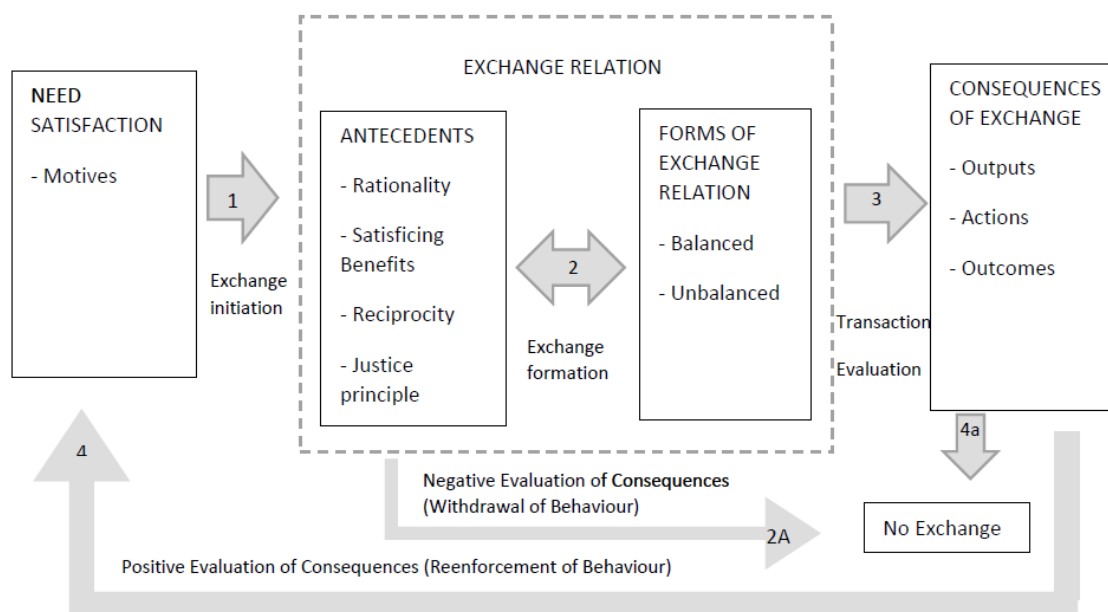 NEED
SATISFACTION
- Motives
1
Exchange
initiation
EXCHANGE RELATION
ANTECEDENTS
- Rationality
- Satisficing
Benefits
- Reciprocity
- Justice
principle
2
Exchange
formation
FORMS OF
EXCHANGE
RELATION
- Balanced
- Unbalanced
3
Transaction
Evaluation
CONSEQUENCES
OF EXCHANGE
- Outputs
- Actions
- Outcomes
4a
No Exchange
Negative Evaluation of Consequences
(Withdrawal of Behaviour)
2A
4
Positive Evaluation of Consequences (Reenforcement of Behaviour)